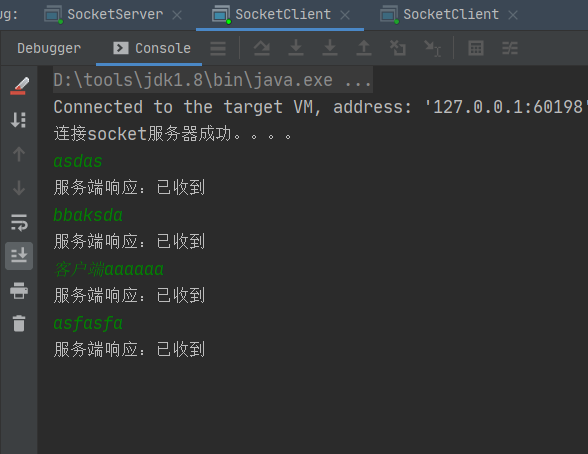 ug: SocketServer SocketClient SocketClient
Debugger Console
D:\tools\jdk1.8\bin\java.exe ...
Connected to the target VM, address: '127.0.0.1:60198'
连接socket服务器成功。。。。
asdas
服务端响应：已收到
bbaksda
服务端响应：已收到
客户端aaaaaa
服务端响应：已收到
asfasfa
服务端响应：已收到